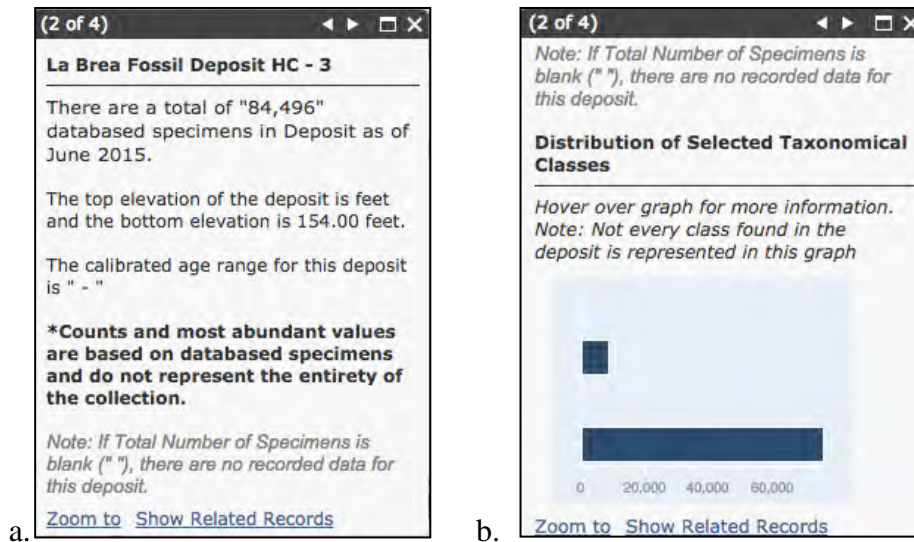 (2 of 4)
La Brea Fossil Deposit HC - 3
There are a total of "84,496"
databased specimens in Deposit as of
June 2015.
The top elevation of the deposit is feet
and the bottom elevation is 154.00 feet.
The calibrated age range for this deposit
is " - "
*Counts and most abundant values
are based on databased specimens
and do not represent the entirety of
the collection.
Note: If Total Number of Specimens is
blank (" "), there are no recorded data for
this deposit.
Zoom to Show Related Records
a.
(2 of 4)
Note: If Total Number of Specimens is
blank (" "), there are no recorded data for
this deposit.
Distribution of Selected Taxonomical
Classes
Hover over graph for more information.
Note: Not every class found in the
deposit is represented in this graph
0 20,000 40,000 60,000
Zoom to Show Related Records
b.